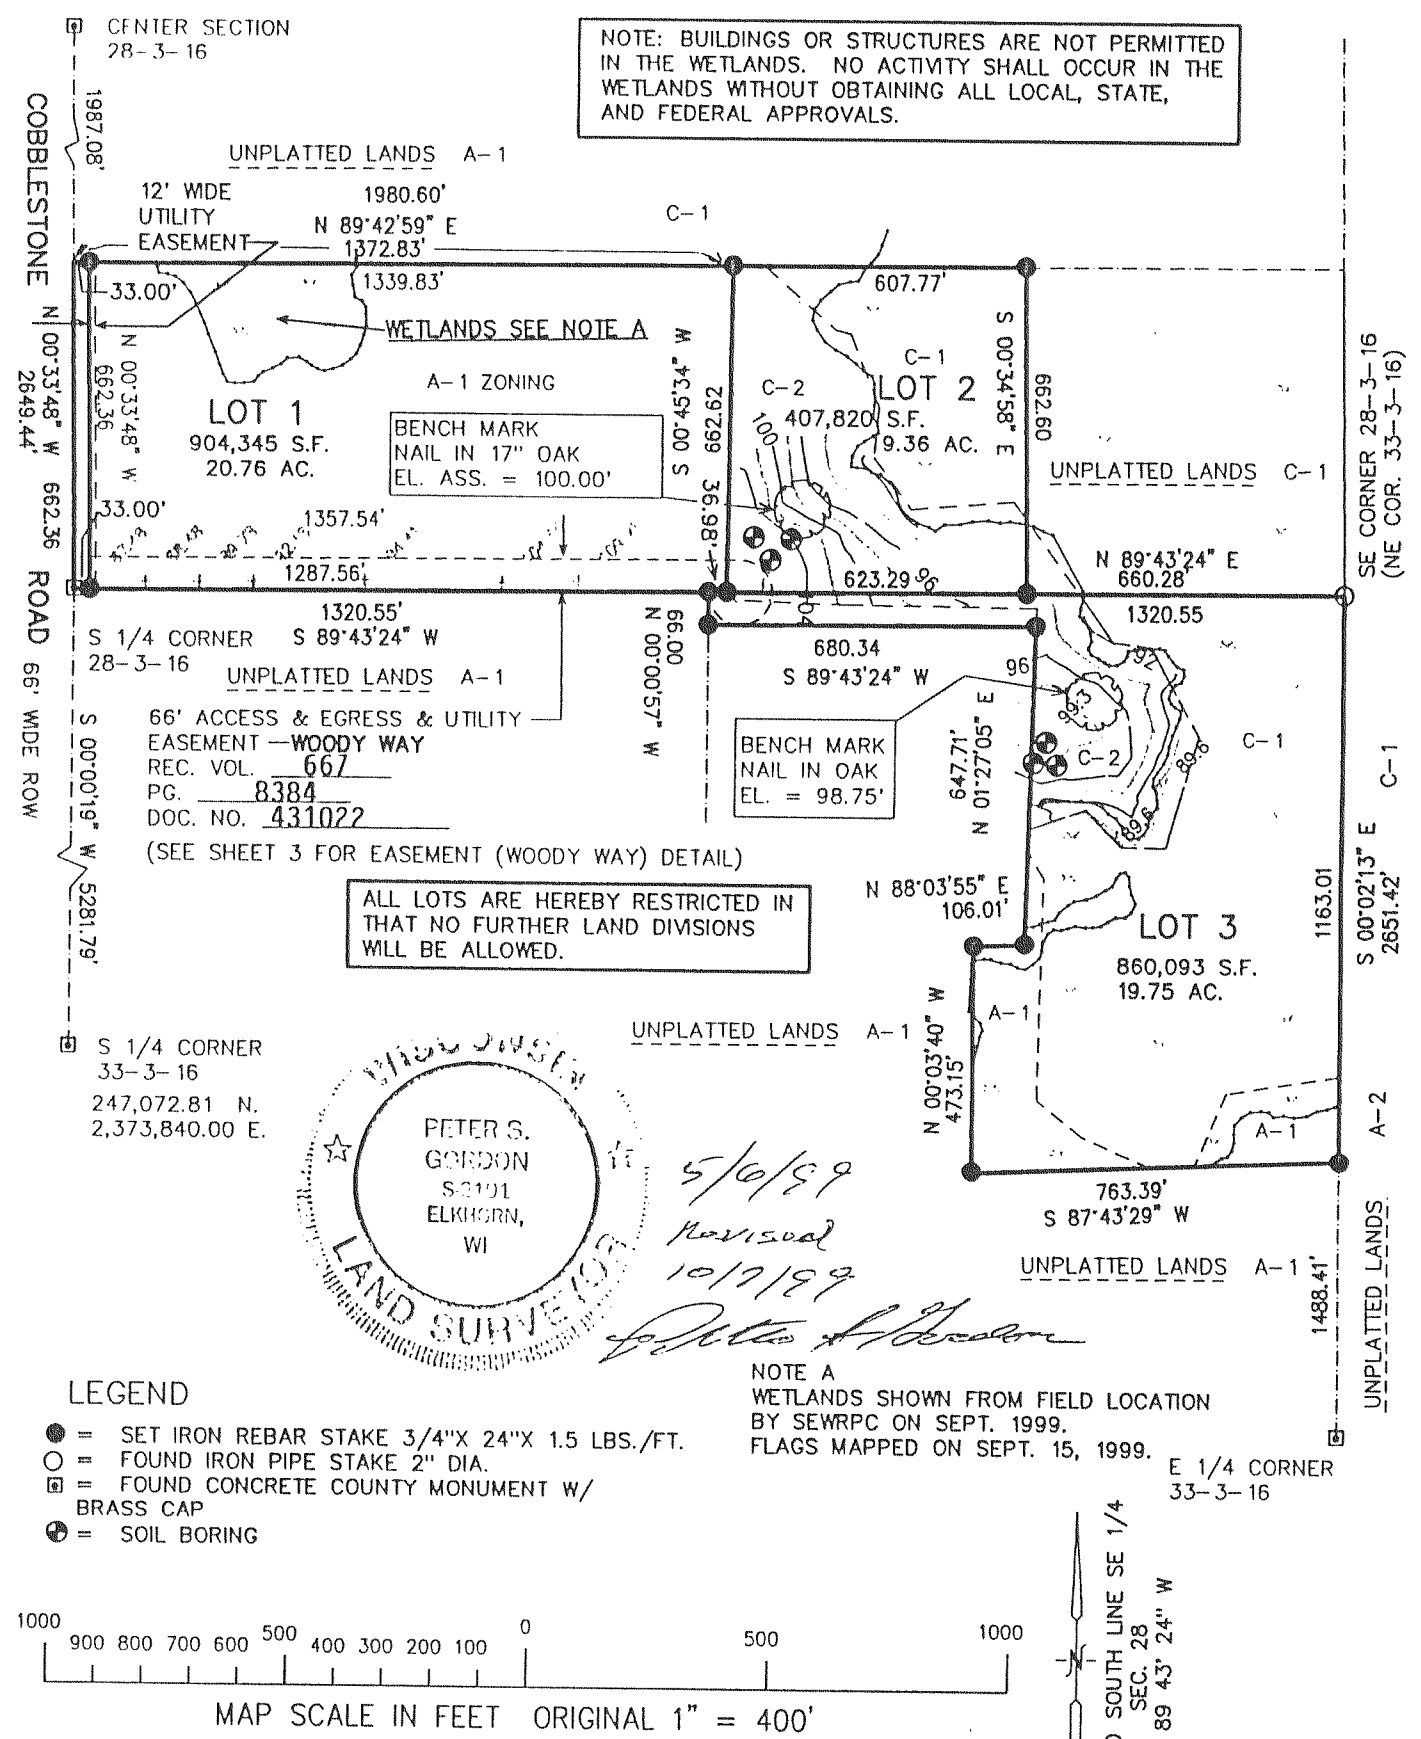 CENTER SECTION
28-3-16
NOTE: BUILDINGS OR STRUCTURES ARE NOT PERMITTED
IN THE WETLANDS. NO ACTIVITY SHALL OCCUR IN THE
WETLANDS WITHOUT OBTAINING ALL LOCAL, STATE,
AND FEDERAL APPROVALS.
1987.08'
COBBLESTONE ROAD 66' WIDE ROW
UNPLATTED LANDS A-1
12' WIDE
UTILITY
EASEMENT
1980.60'
N 89°42'59" E
1372.83'
1339.83'
C-1
607.77'
33.00'
WETLANDS SEE NOTE A
N 00°33'48" W 662.36
2649.44'
N 00°33'48" W
662.36
A-1 ZONING
LOT 1
904,345 S.F.
20.76 AC.
BENCH MARK
NAIL IN 17" OAK
EL. ASS. = 100.00'
S 00°45'34" W
662.92
36.98'
C-1
C-2
LOT 2
407,820 S.F.
9.36 AC.
100
S 00°34'58" E
662.60
UNPLATTED LANDS C-1
SE CORNER 28-3-16
(NE COR. 33-3-16)
33.00'
1357.54'
1287.56'
623.29
96
N 89°43'24" E
660.28'
1320.55'
1320.55
S 1/4 CORNER
28-3-16
S 89°43'24" W
UNPLATTED LANDS A-1
66.00
N 00°00'57" W
680.34
S 89°43'24" W
96
92
99.3
66' ACCESS & EGRESS & UTILITY
EASEMENT —WOODY WAY
REC. VOL. 667
PG. 8384
DOC. NO. 431022
(SEE SHEET 3 FOR EASEMENT (WOODY WAY) DETAIL)
S 00°00'19" W 5281.79'
BENCH MARK
NAIL IN OAK
EL. = 98.75'
647.71'
N 01°27'05" E
C-2
C-1
89.6
89.6
C-1
S 00°02'13" E
2651.42'
1163.01
ALL LOTS ARE HEREBY RESTRICTED IN
THAT NO FURTHER LAND DIVISIONS
WILL BE ALLOWED.
N 88°03'55" E
106.01'
LOT 3
860,093 S.F.
19.75 AC.
A-1
UNPLATTED LANDS A-1
N 00°03'40" W
473.15'
S 1/4 CORNER
33-3-16
247,072.81 N.
2,373,840.00 E.
WISCONSIN
PETER S.
GORDON
S-2101
ELKHORN,
WI
LAND SURVEYOR
5/6/99
Revised
10/7/99
Peter S. Gordon
A-1
A-2
763.39'
S 87°43'29" W
UNPLATTED LANDS A-1
1488.41'
UNPLATTED LANDS
NOTE A
WETLANDS SHOWN FROM FIELD LOCATION
BY SEWRPC ON SEPT. 1999.
FLAGS MAPPED ON SEPT. 15, 1999.
E 1/4 CORNER
33-3-16
LEGEND
= SET IRON REBAR STAKE 3/4"X 24"X 1.5 LBS./FT.
= FOUND IRON PIPE STAKE 2" DIA.
= FOUND CONCRETE COUNTY MONUMENT W/
BRASS CAP
= SOIL BORING
1000 900 800 700 600 500 400 300 200 100 0 500 1000
MAP SCALE IN FEET ORIGINAL 1" = 400'
N
SOUTH LINE SE 1/4
SEC. 28
89 43' 24" W